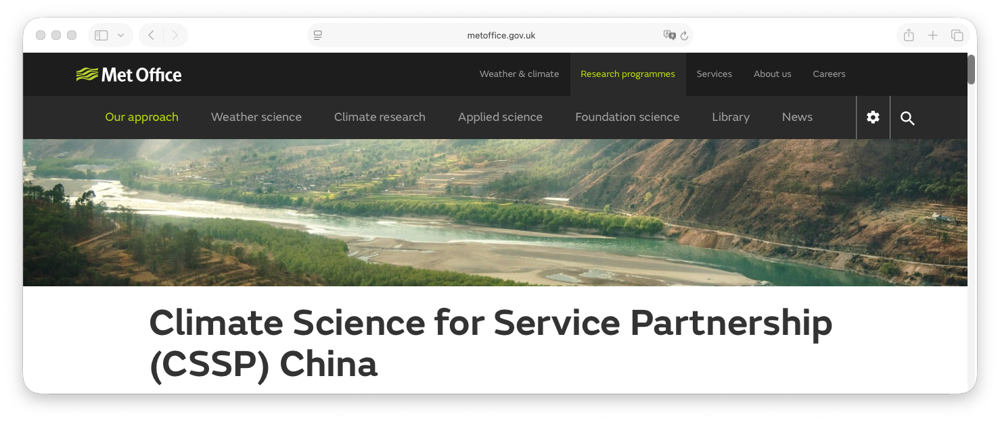 metoffice.gov.uk
Met Office
Weather & climate
Research programmes
Services
About us
Careers
Our approach
Weather science
Climate research
Applied science
Foundation science
Library
News
Climate Science for Service Partnership
(CSSP) China